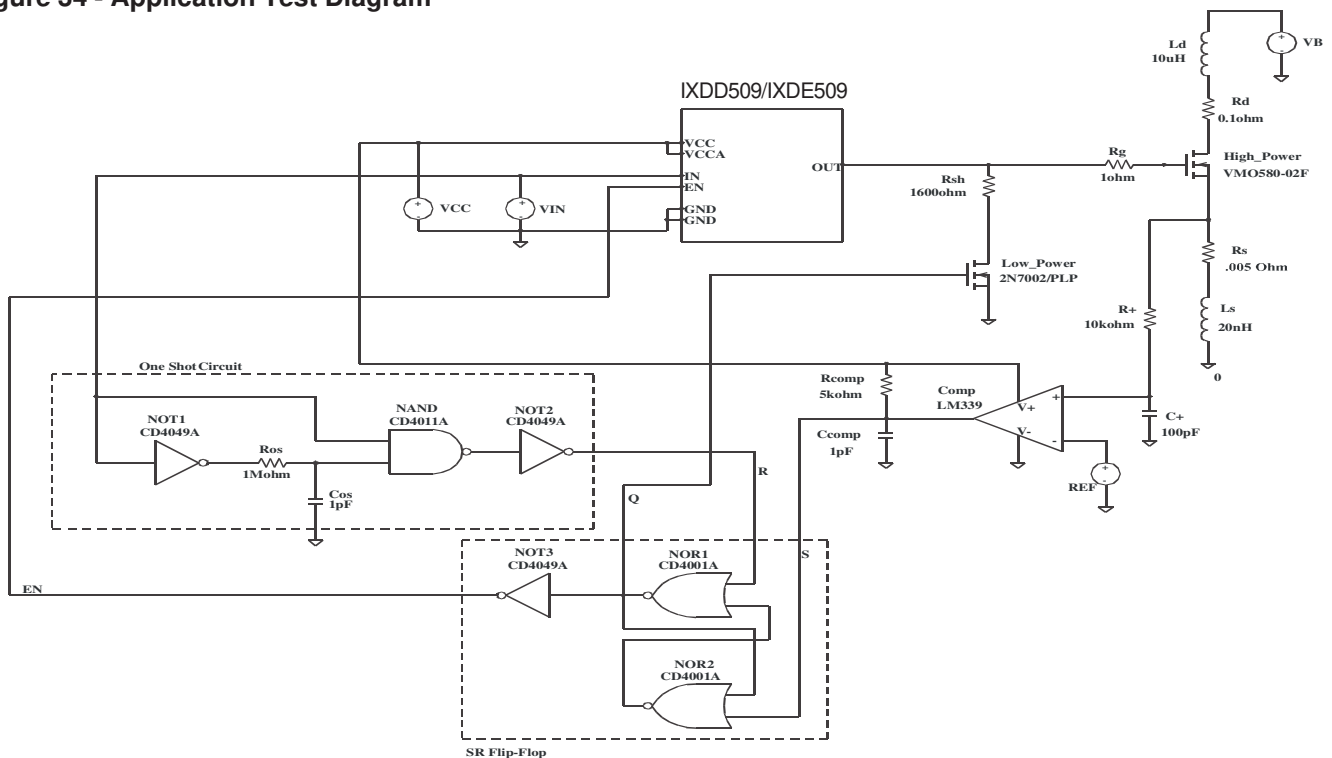 gure 34 - Application Test Diagram
Ld
10uH
+
-
VB
Rd
0.1ohm
IXDD509/IXDE509
VCC
VCCA
IN
EN
GND
GND
OUT
Rg
1ohm
High_Power
VMO580-02F
Rsh
1600ohm
+
-
VCC
+
-
VIN
Low_Power
2N7002/PLP
Rs
.005 Ohm
R+
10kohm
Ls
20nH
0
One Shot Circuit
Rcomp
5kohm
Comp
LM339
V+
V-
+
-
C+
100pF
Ccomp
1pF
+
-
REF
NOT1
CD4049A
Ros
1Mohm
Cos
1pF
NAND
CD4011A
NOT2
CD4049A
R
Q
S
EN
NOT3
CD4049A
NOR1
CD4001A
NOR2
CD4001A
SR Flip-Flop